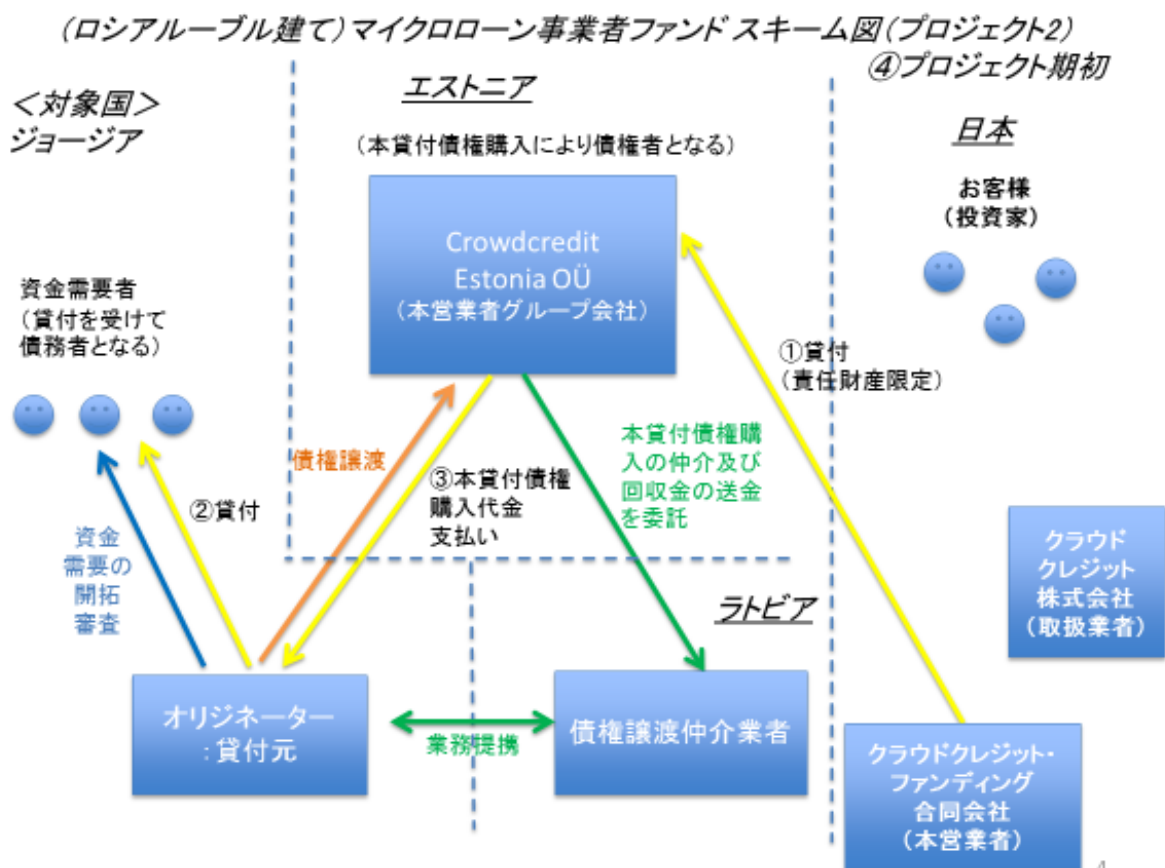 (ロシアルーブル建て)マイクロローン事業者ファンド スキーム図(プロジェクト2)
④プロジェクト期初
<対象国>
ジョージア
エストニア
日本
(本貸付債権購入により債権者となる)
お客様
(投資家)
Crowdcredit
Estonia OÜ
(本営業者グループ会社)
資金需要者
(貸付を受けて
債務者となる)
①貸付
(責任財産限定)
債権譲渡
③本貸付債権
購入代金
支払い
本貸付債権購
入の仲介及び
回収金の送金
を委託
②貸付
資金
需要の
開拓
審査
クラウド
クレジット
株式会社
(取扱業者)
ラトビア
オリジネーター
:貸付元
業務提携
債権譲渡仲介業者
クラウドクレジット・
ファンディング
合同会社
(本営業者)
4